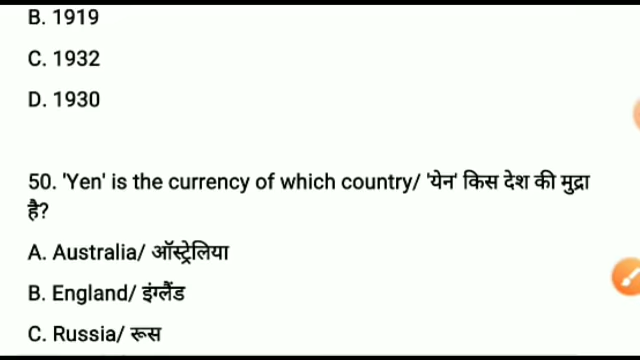 B. 1919
C. 1932
D. 1930
50. 'Yen' is the currency of which country/ 'येन' किस देश की मुद्रा
है?
A. Australia/ ऑस्ट्रेलिया
B. England/ इंग्लैंड
C. Russia/ रूस